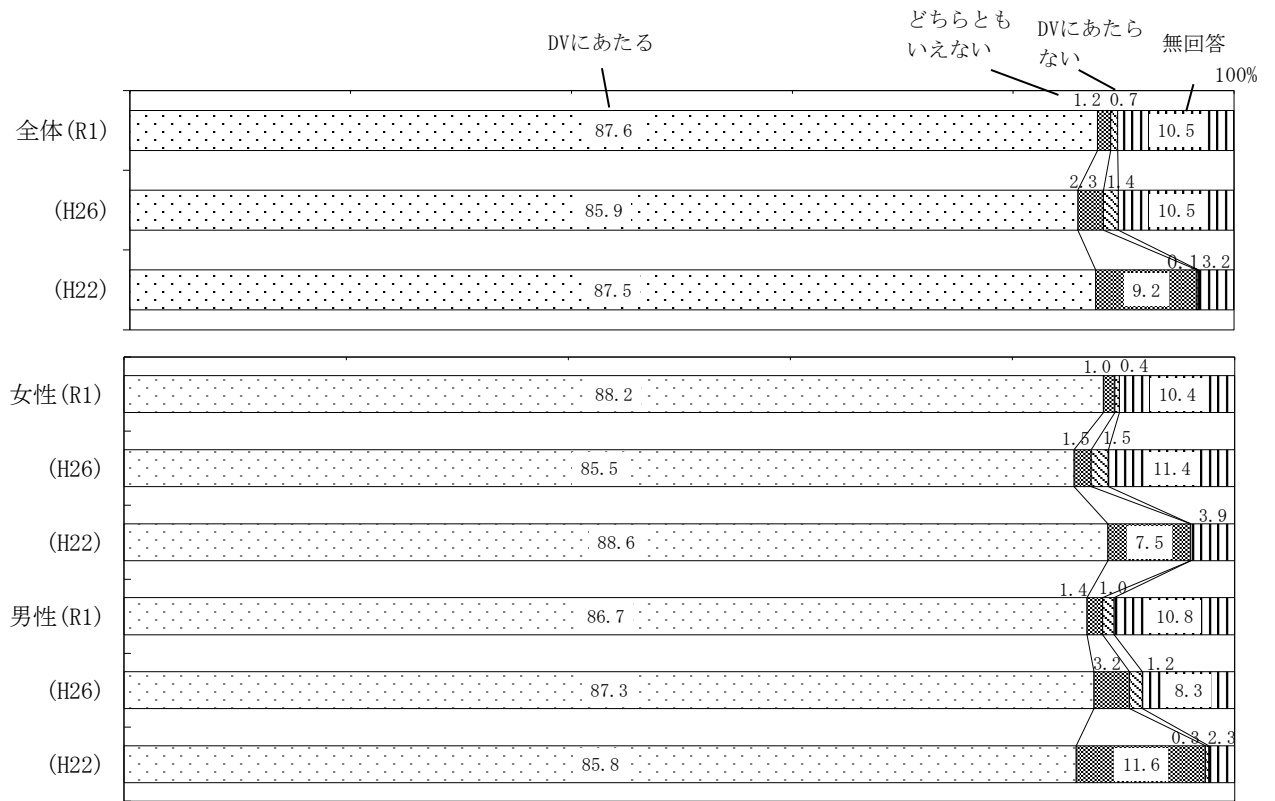 どちらとも
いえない
DVにあたる
DVにあたら
ない
無回答
100%
1.2 0.7
全体(R1) 87.6 10.5
2.3 1.4
(H26) 85.9 10.5
0.1 3.2
(H22) 87.5 9.2
1.0 0.4
女性(R1) 88.2 10.4
1.5 1.5
(H26) 85.5 11.4
3.9
(H22) 88.6 7.5
1.4 1.0
男性(R1) 86.7 10.8
3.2 1.2
(H26) 87.3 8.3
0.3 2.3
(H22) 85.8 11.6